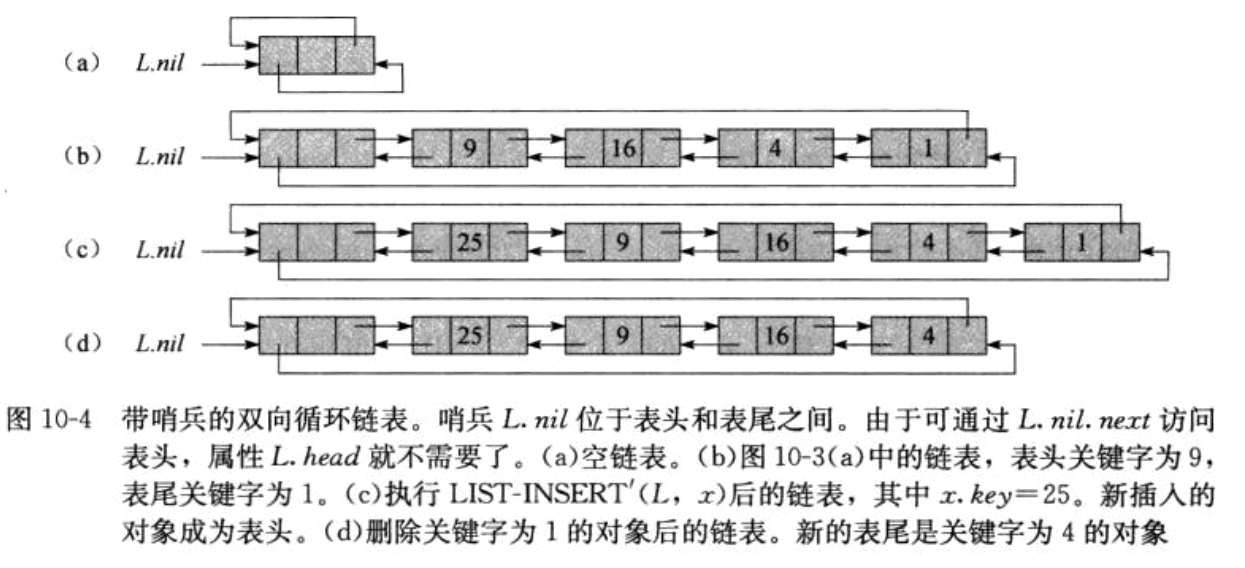 (a) L.nil
(b) L.nil 9 16 4 1
(c) L.nil 25 9 16 4 1
(d) L.nil 25 9 16 4
图 10-4 带哨兵的双向循环链表。哨兵 L.nil 位于表头和表尾之间。由于可通过 L.nil.next 访问
表头，属性 L.head 就不需要了。(a)空链表。(b)图 10-3(a)中的链表，表头关键字为 9，
表尾关键字为 1。(c)执行 LIST-INSERT′(L，x)后的链表，其中 x.key=25。新插入的
对象成为表头。(d)删除关键字为 1 的对象后的链表。新的表尾是关键字为 4 的对象